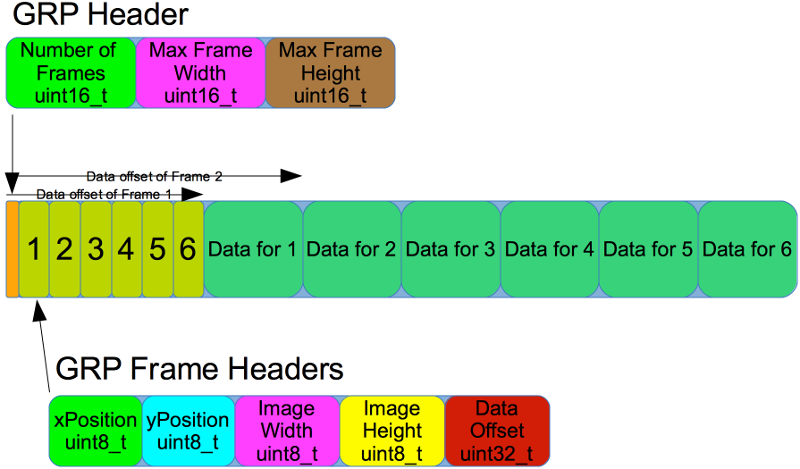 GRP Header
Number of
Frames
uint16_t
Max Frame
Width
uint16_t
Max Frame
Height
uint16_t
Data offset of Frame 2
Data offset of Frame 1
1
2
3
4
5
6
Data for 1
Data for 2
Data for 3
Data for 4
Data for 5
Data for 6
GRP Frame Headers
xPosition
uint8_t
yPosition
uint8_t
Image
Width
uint8_t
Image
Height
uint8_t
Data
Offset
uint32_t